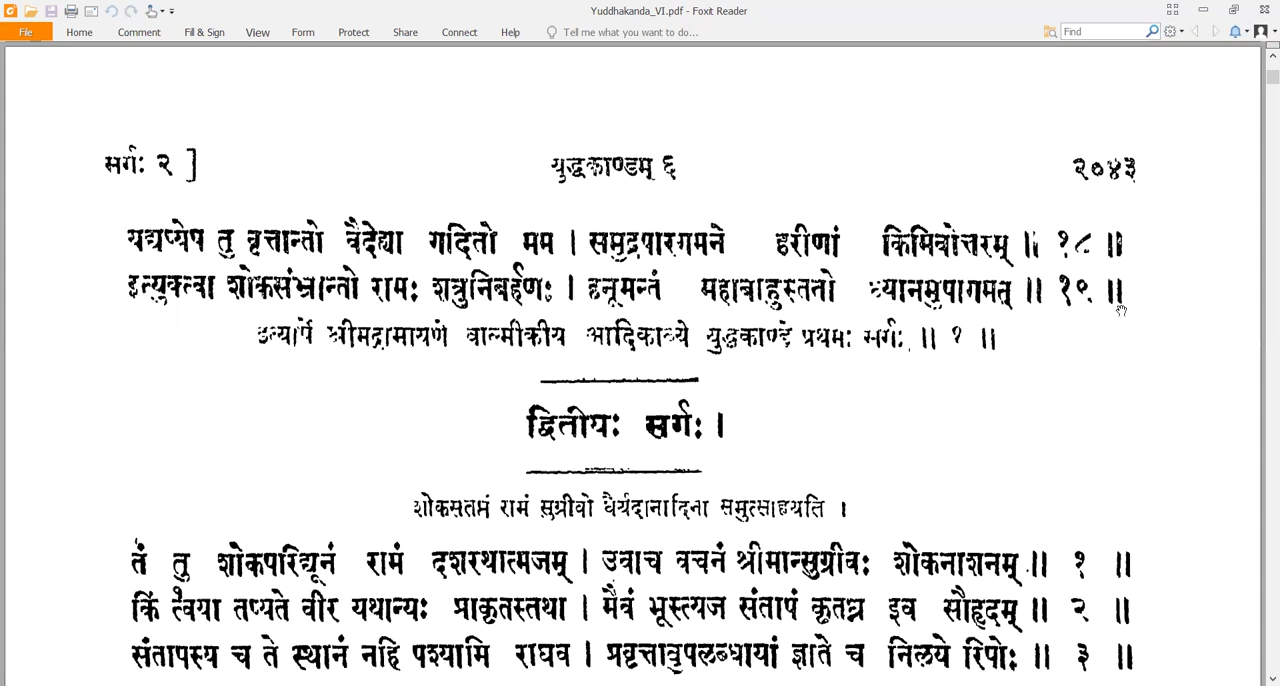 Yuddhakanda_VI.pdf - Foxit Reader
File Home Comment Fill & Sign View Form Protect Share Connect Help Tell me what you want to do... Find
सर्गः २ ] युद्धकाण्डम् ६ २०४३
यद्यप्येष तु वृत्तान्तो वैदेह्या गदितो मम । समुद्रपारगमने हरीणां किमिवोत्तरम् ॥ १८ ॥
इत्युक्त्वा शोकसंभ्रान्तो रामः शत्रुनिबर्हणः । हनूमन्तं महाबाहुस्ततो ध्यानमुपागमत् ॥ १९ ॥
इत्यार्षे श्रीमद्रामायणे वाल्मीकीय आदिकाव्ये युद्धकाण्डे प्रथमः सर्गः ॥ १ ॥
द्वितीयः सर्गः ।
शोकसंतप्तं रामं सुग्रीवो धैर्यदानादिना समुत्साहयति ।
तं तु शोकपरिद्यूनं रामं दशरथात्मजम् । उवाच वचनं श्रीमान्सुग्रीवः शोकनाशनम् ॥ १ ॥
किं त्वया तप्यते वीर यथान्यः प्राकृतस्तथा । मैवं भूस्त्यज संतापं कृतघ्न इव सौहृदम् ॥ २ ॥
संतापस्य च ते स्थानं नहि पश्यामि राघव । प्रवृत्तावुपलब्धायां ज्ञाते च निलये रिपोः ॥ ३ ॥